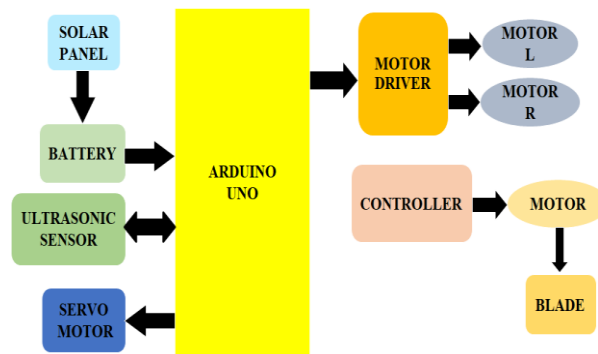 SOLAR
PANEL
BATTERY
ULTRASONIC
SENSOR
SERVO
MOTOR
ARDUINO
UNO
MOTOR
DRIVER
MOTOR
L
MOTOR
R
CONTROLLER
MOTOR
BLADE